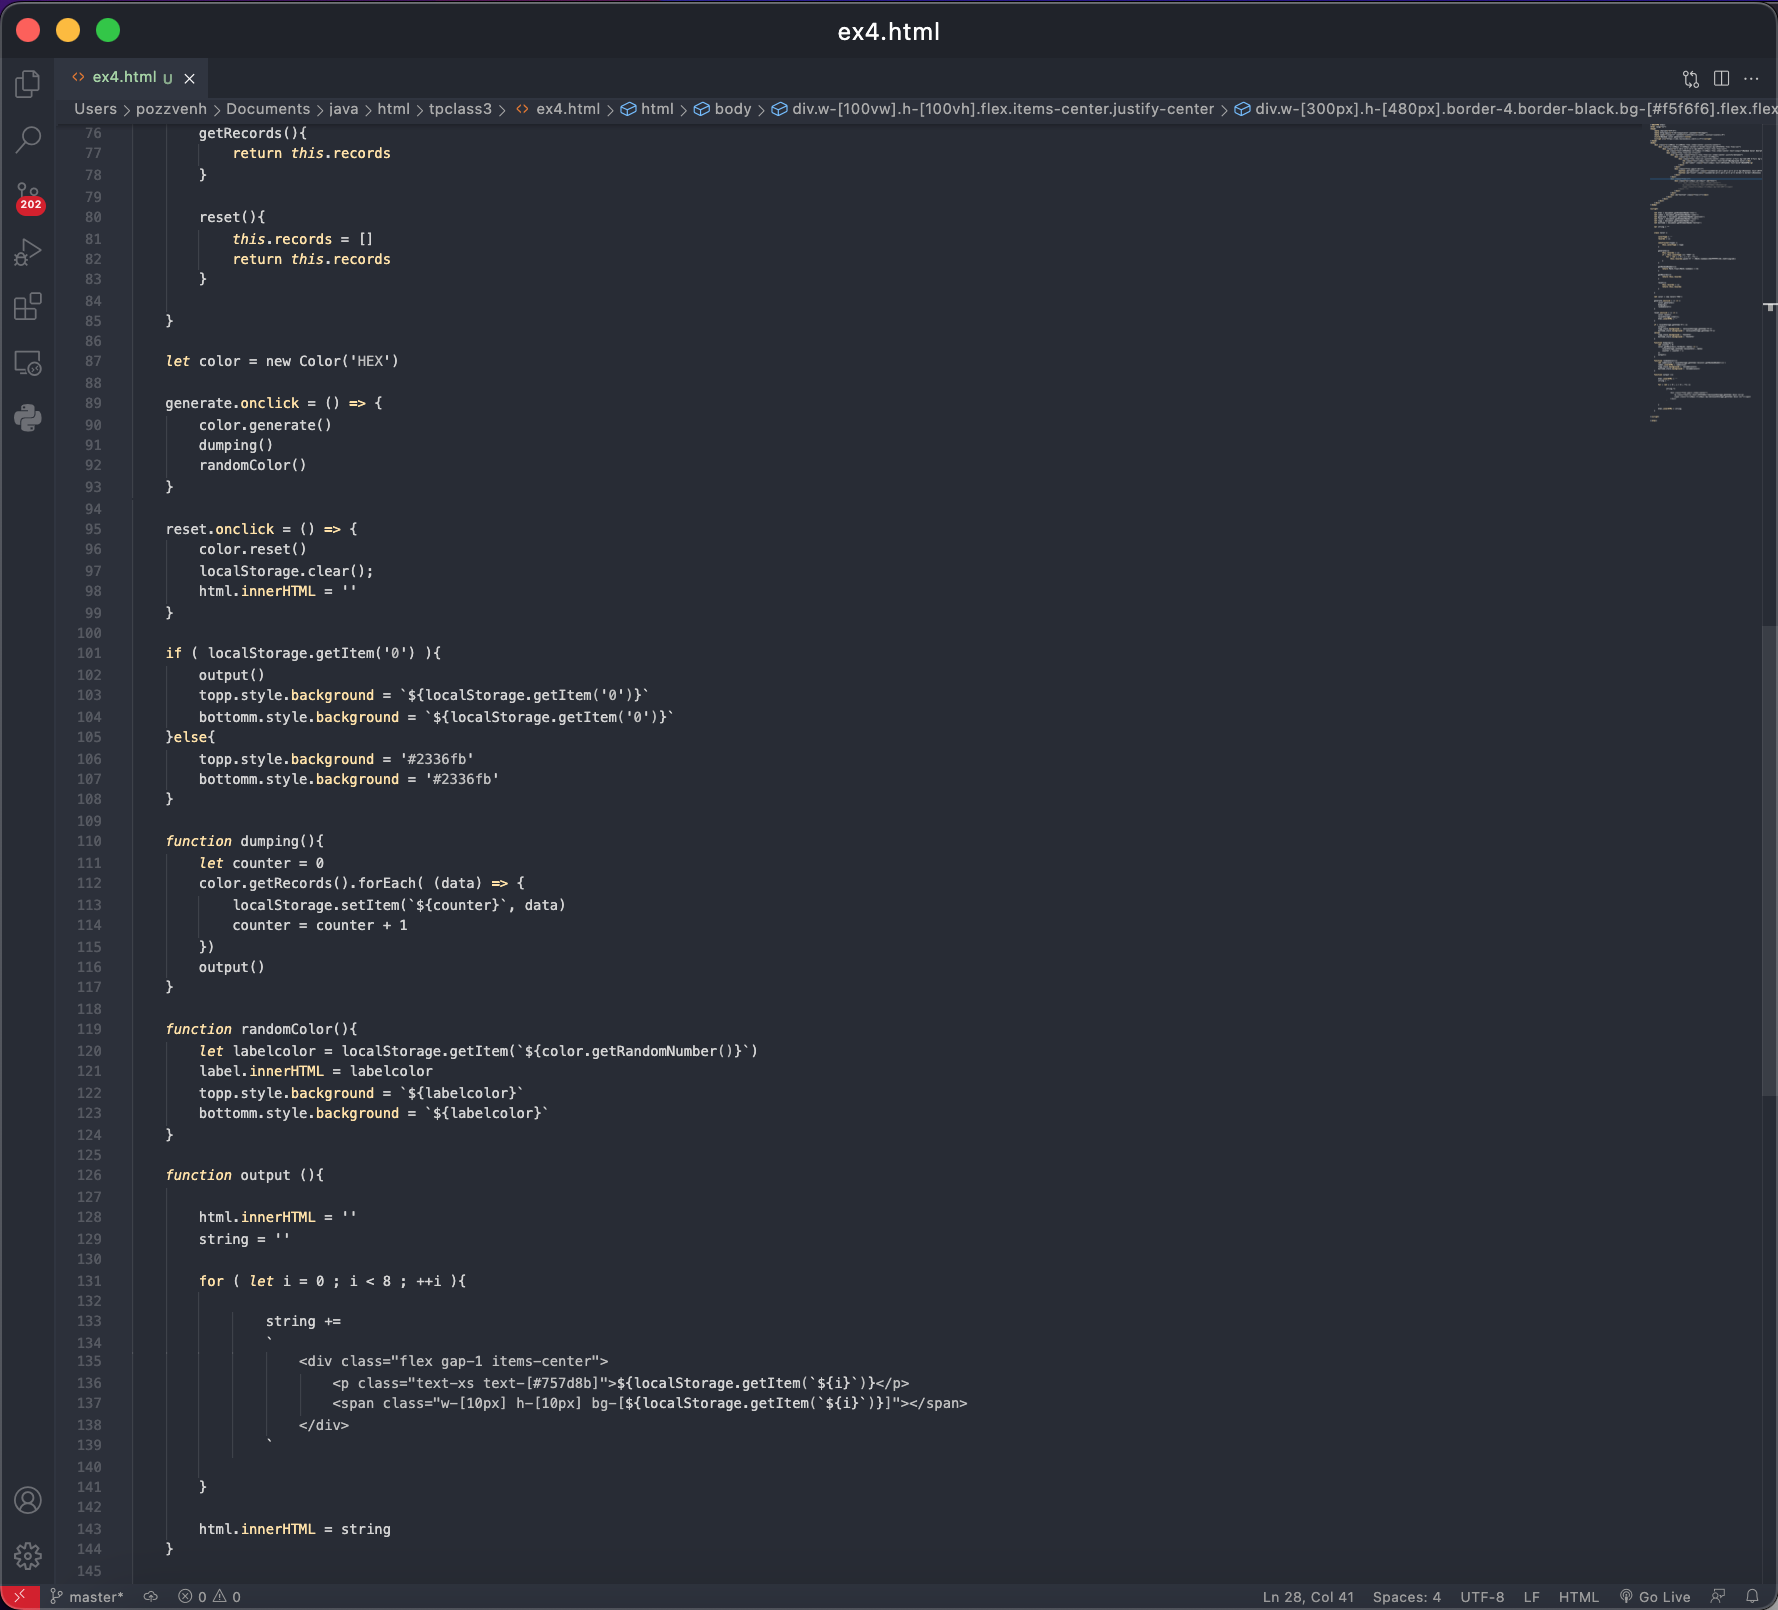 ex4.html
ex4.html U
Users > pozzvenh > Documents > java > html > tpclass3 > ex4.html > html > body > div.w-[100vw].h-[100vh].flex.items-center.justify-center > div.w-[300px].h-[480px].border-4.border-black.bg-[#f5f6f6].flex.flex
202
76 getRecords(){
77 return this.records
78 }
79
80 reset(){
81 this.records = []
82 return this.records
83 }
84
85 }
86
87 let color = new Color('HEX')
88
89 generate.onclick = () => {
90 color.generate()
91 dumping()
92 randomColor()
93 }
94
95 reset.onclick = () => {
96 color.reset()
97 localStorage.clear();
98 html.innerHTML = ''
99 }
100
101 if ( localStorage.getItem('0') ){
102 output()
103 topp.style.background = `${localStorage.getItem('0')}`
104 bottomm.style.background = `${localStorage.getItem('0')}`
105 }else{
106 topp.style.background = '#2336fb'
107 bottomm.style.background = '#2336fb'
108 }
109
110 function dumping(){
111 let counter = 0
112 color.getRecords().forEach( (data) => {
113 localStorage.setItem(`${counter}`, data)
114 counter = counter + 1
115 })
116 output()
117 }
118
119 function randomColor(){
120 let labelcolor = localStorage.getItem(`${color.getRandomNumber()}`)
121 label.innerHTML = labelcolor
122 topp.style.background = `${labelcolor}`
123 bottomm.style.background = `${labelcolor}`
124 }
125
126 function output (){
127
128 html.innerHTML = ''
129 string = ''
130
131 for ( let i = 0 ; i < 8 ; ++i ){
132
133 string +=
134 `
135 <div class="flex gap-1 items-center">
136 <p class="text-xs text-[#757d8b]">${localStorage.getItem(`${i}`)}</p>
137 <span class="w-[10px] h-[10px] bg-[${localStorage.getItem(`${i}`)}]"></span>
138 </div>
139 `
140
141 }
142
143 html.innerHTML = string
144 }
145
master* 0 0 Ln 28, Col 41 Spaces: 4 UTF-8 LF HTML Go Live